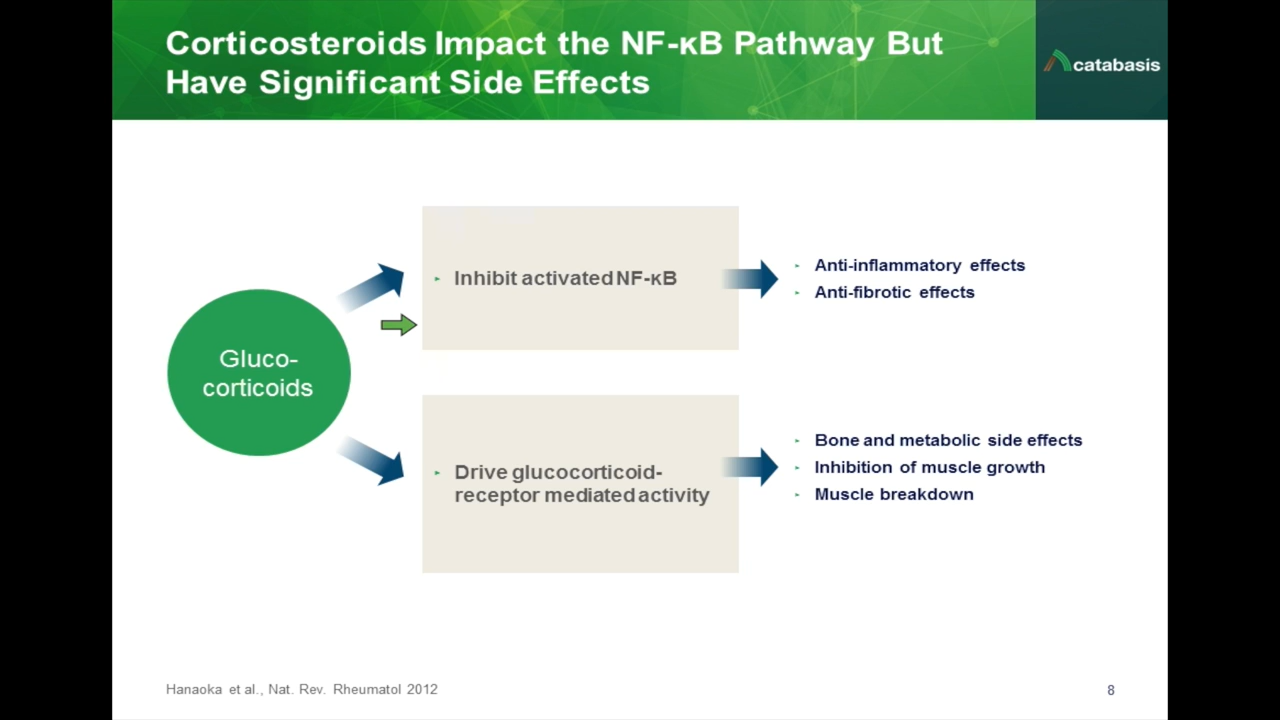 Corticosteroids Impact the NF-κB Pathway But
Have Significant Side Effects
catabasis
Gluco-
corticoids
Inhibit activated NF-κB
Anti-inflammatory effects
Anti-fibrotic effects
Drive glucocorticoid-
receptor mediated activity
Bone and metabolic side effects
Inhibition of muscle growth
Muscle breakdown
Hanaoka et al., Nat. Rev. Rheumatol 2012
8